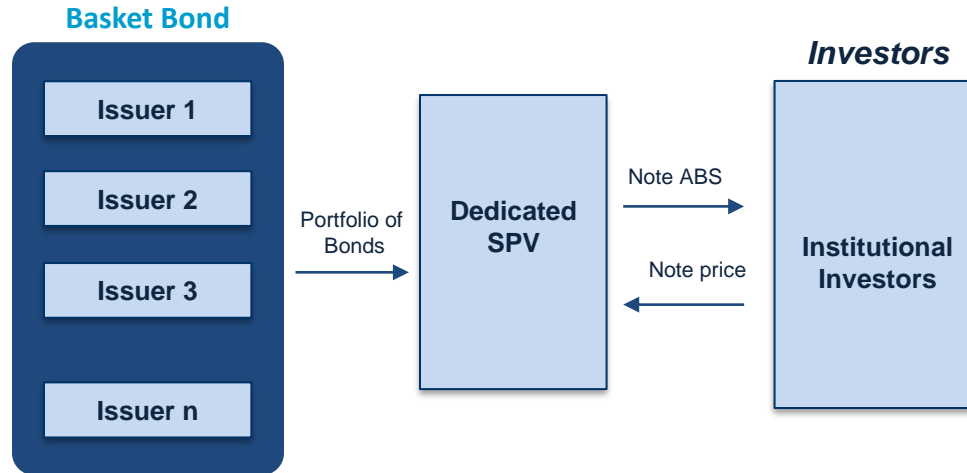 Basket Bond
Issuer 1
Issuer 2
Issuer 3
Issuer n
Portfolio of
Bonds
Dedicated
SPV
Note ABS
Note price
Investors
Institutional
Investors